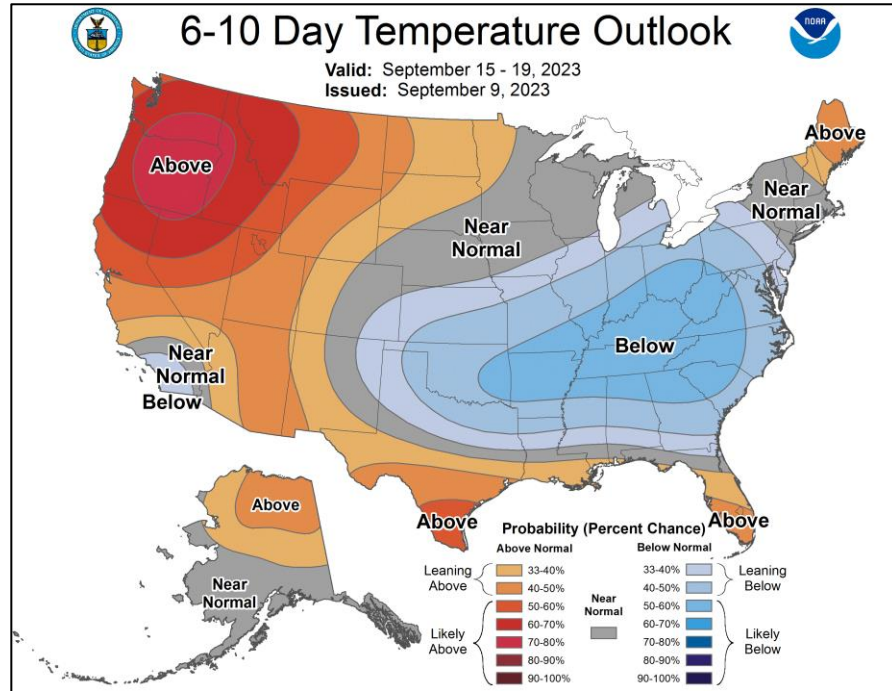 6-10 Day Temperature Outlook
NOAA
Valid: September 15 - 19, 2023
Issued: September 9, 2023
Above
Above
Near
Normal
Near
Normal
Near
Normal
Below
Below
Above
Near
Normal
Above
Above
Probability (Percent Chance)
Above Normal
Below Normal
Leaning
Above
33-40%
40-50%
Likely
Above
50-60%
60-70%
70-80%
80-90%
90-100%
Near
Normal
33-40%
40-50%
Leaning
Below
50-60%
60-70%
70-80%
80-90%
90-100%
Likely
Below